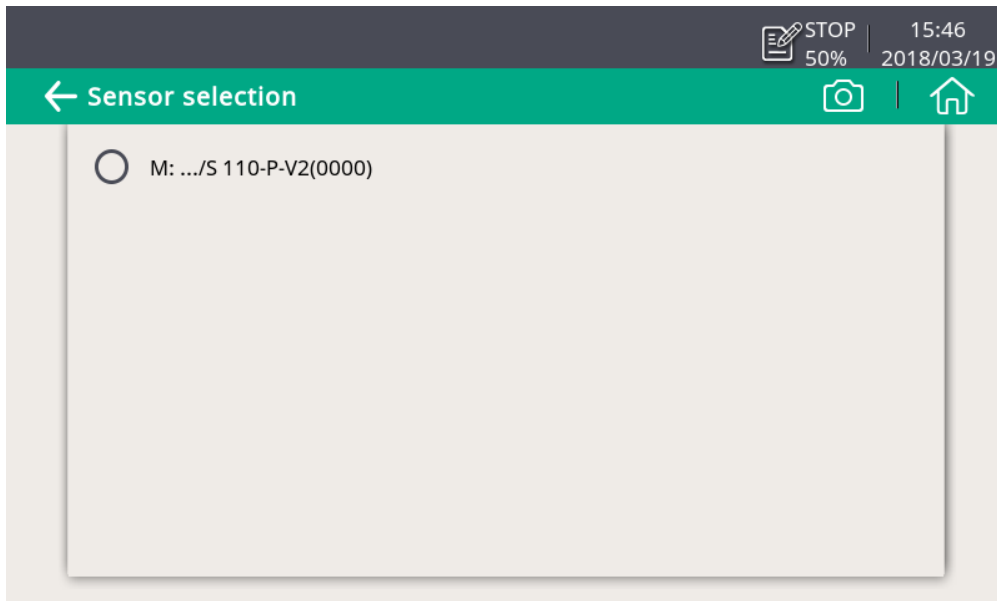 STOP 15:46
50% 2018/03/19
Sensor selection
M: .../S 110-P-V2(0000)